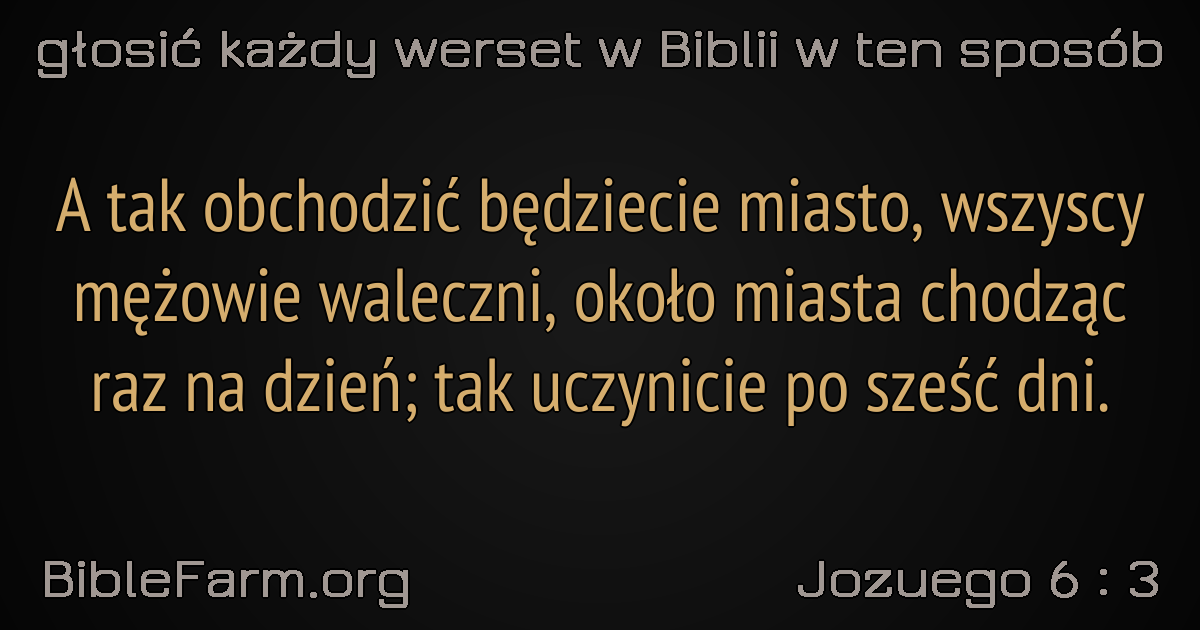 głosić każdy werset w Biblii w ten sposób
A tak obchodzić będziecie miasto, wszyscy
mężowie waleczni, około miasta chodząc
raz na dzień; tak uczynicie po sześć dni.
BibleFarm.org
Jozuego 6 : 3